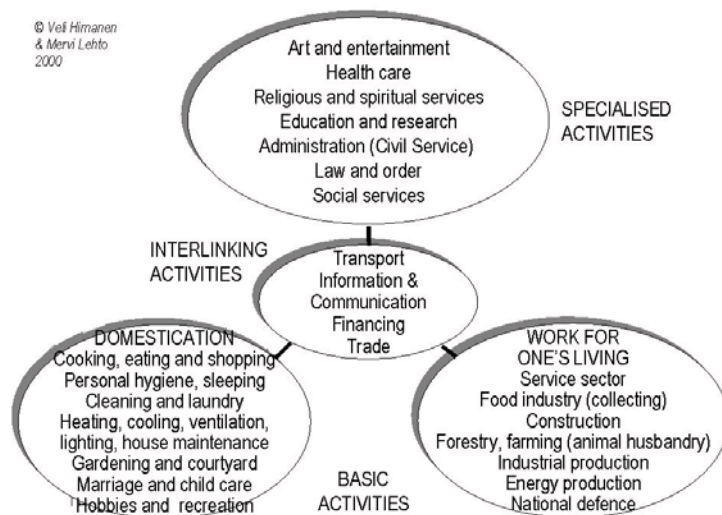 © Veli Himanen
& Mervi Lehto
2000
Art and entertainment
Health care
Religious and spiritual services
Education and research
Administration (Civil Service)
Law and order
Social services
SPECIALISED
ACTIVITIES
INTERLINKING
ACTIVITIES
Transport
Information &
Communication
Financing
Trade
DOMESTICATION
Cooking, eating and shopping
Personal hygiene, sleeping
Cleaning and laundry
Heating, cooling, ventilation,
lighting, house maintenance
Gardening and courtyard
Marriage and child care
Hobbies and recreation
WORK FOR
ONE'S LIVING
Service sector
Food industry (collecting)
Construction
Forestry, farming (animal husbandry)
Industrial production
Energy production
National defence
BASIC
ACTIVITIES